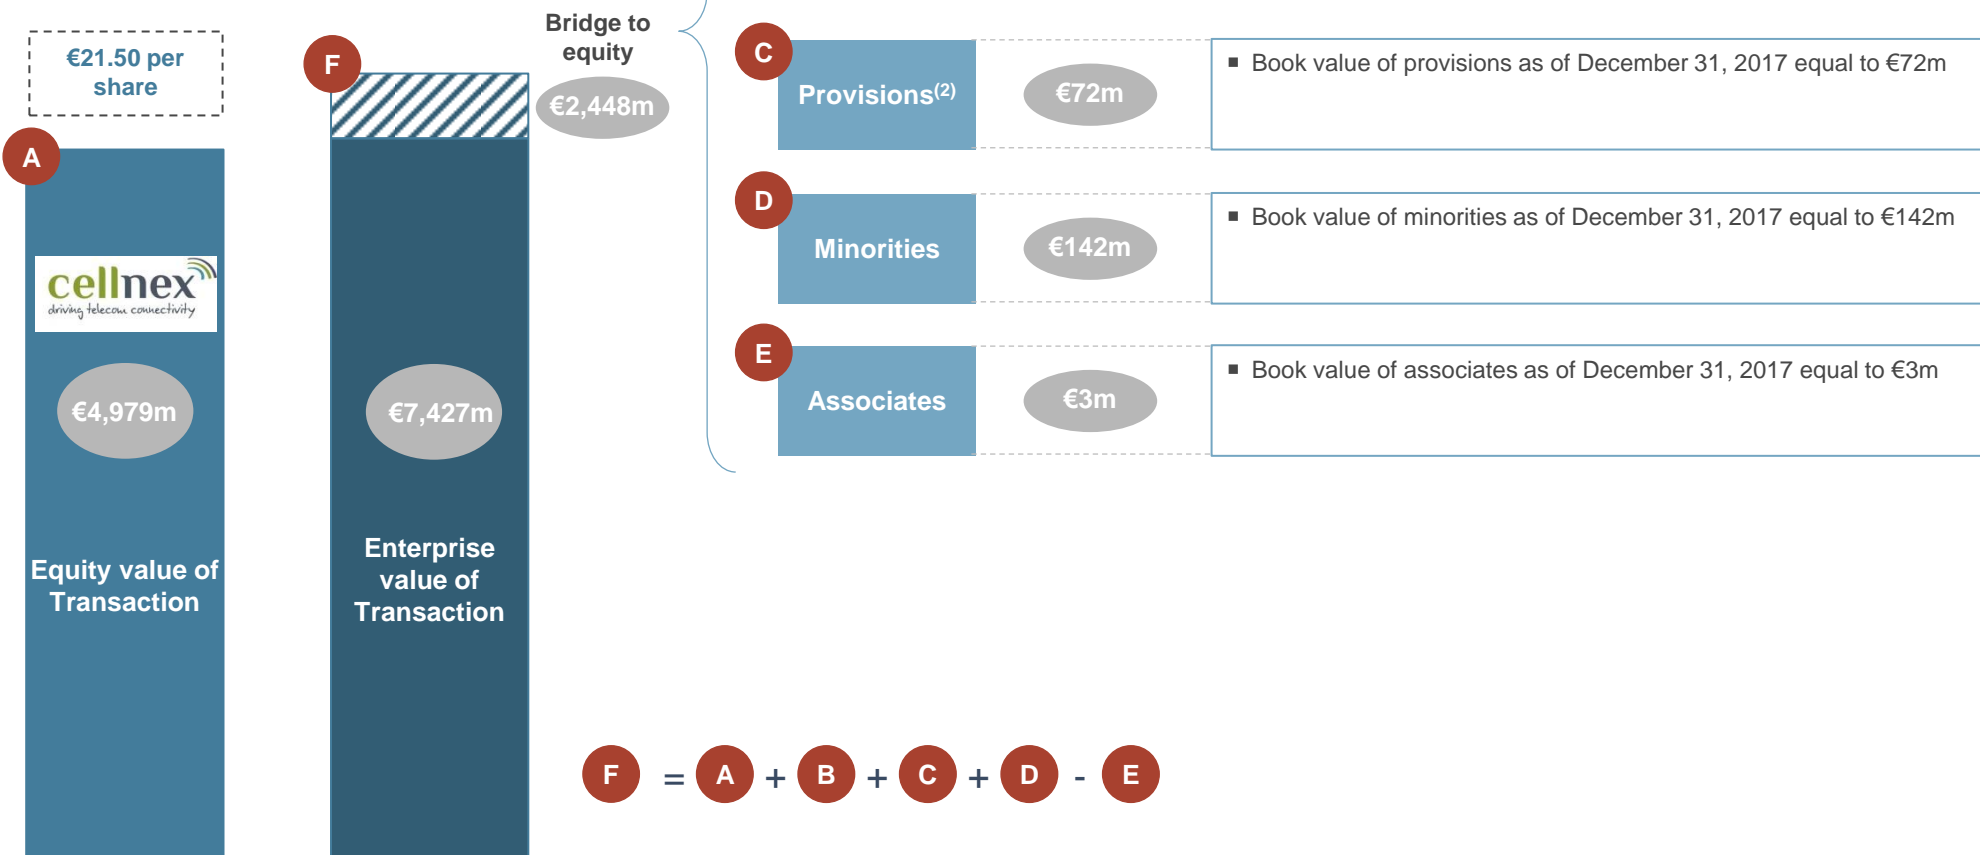 €21.50 per
share
A
cellnex
driving telecom connectivity
€4,979m
Equity value of
Transaction
F
€7,427m
Enterprise
value of
Transaction
Bridge to
equity
€2,448m
C
Provisions(2)
€72m
■ Book value of provisions as of December 31, 2017 equal to €72m
D
Minorities
€142m
■ Book value of minorities as of December 31, 2017 equal to €142m
E
Associates
€3m
■ Book value of associates as of December 31, 2017 equal to €3m
F = A + B + C + D - E